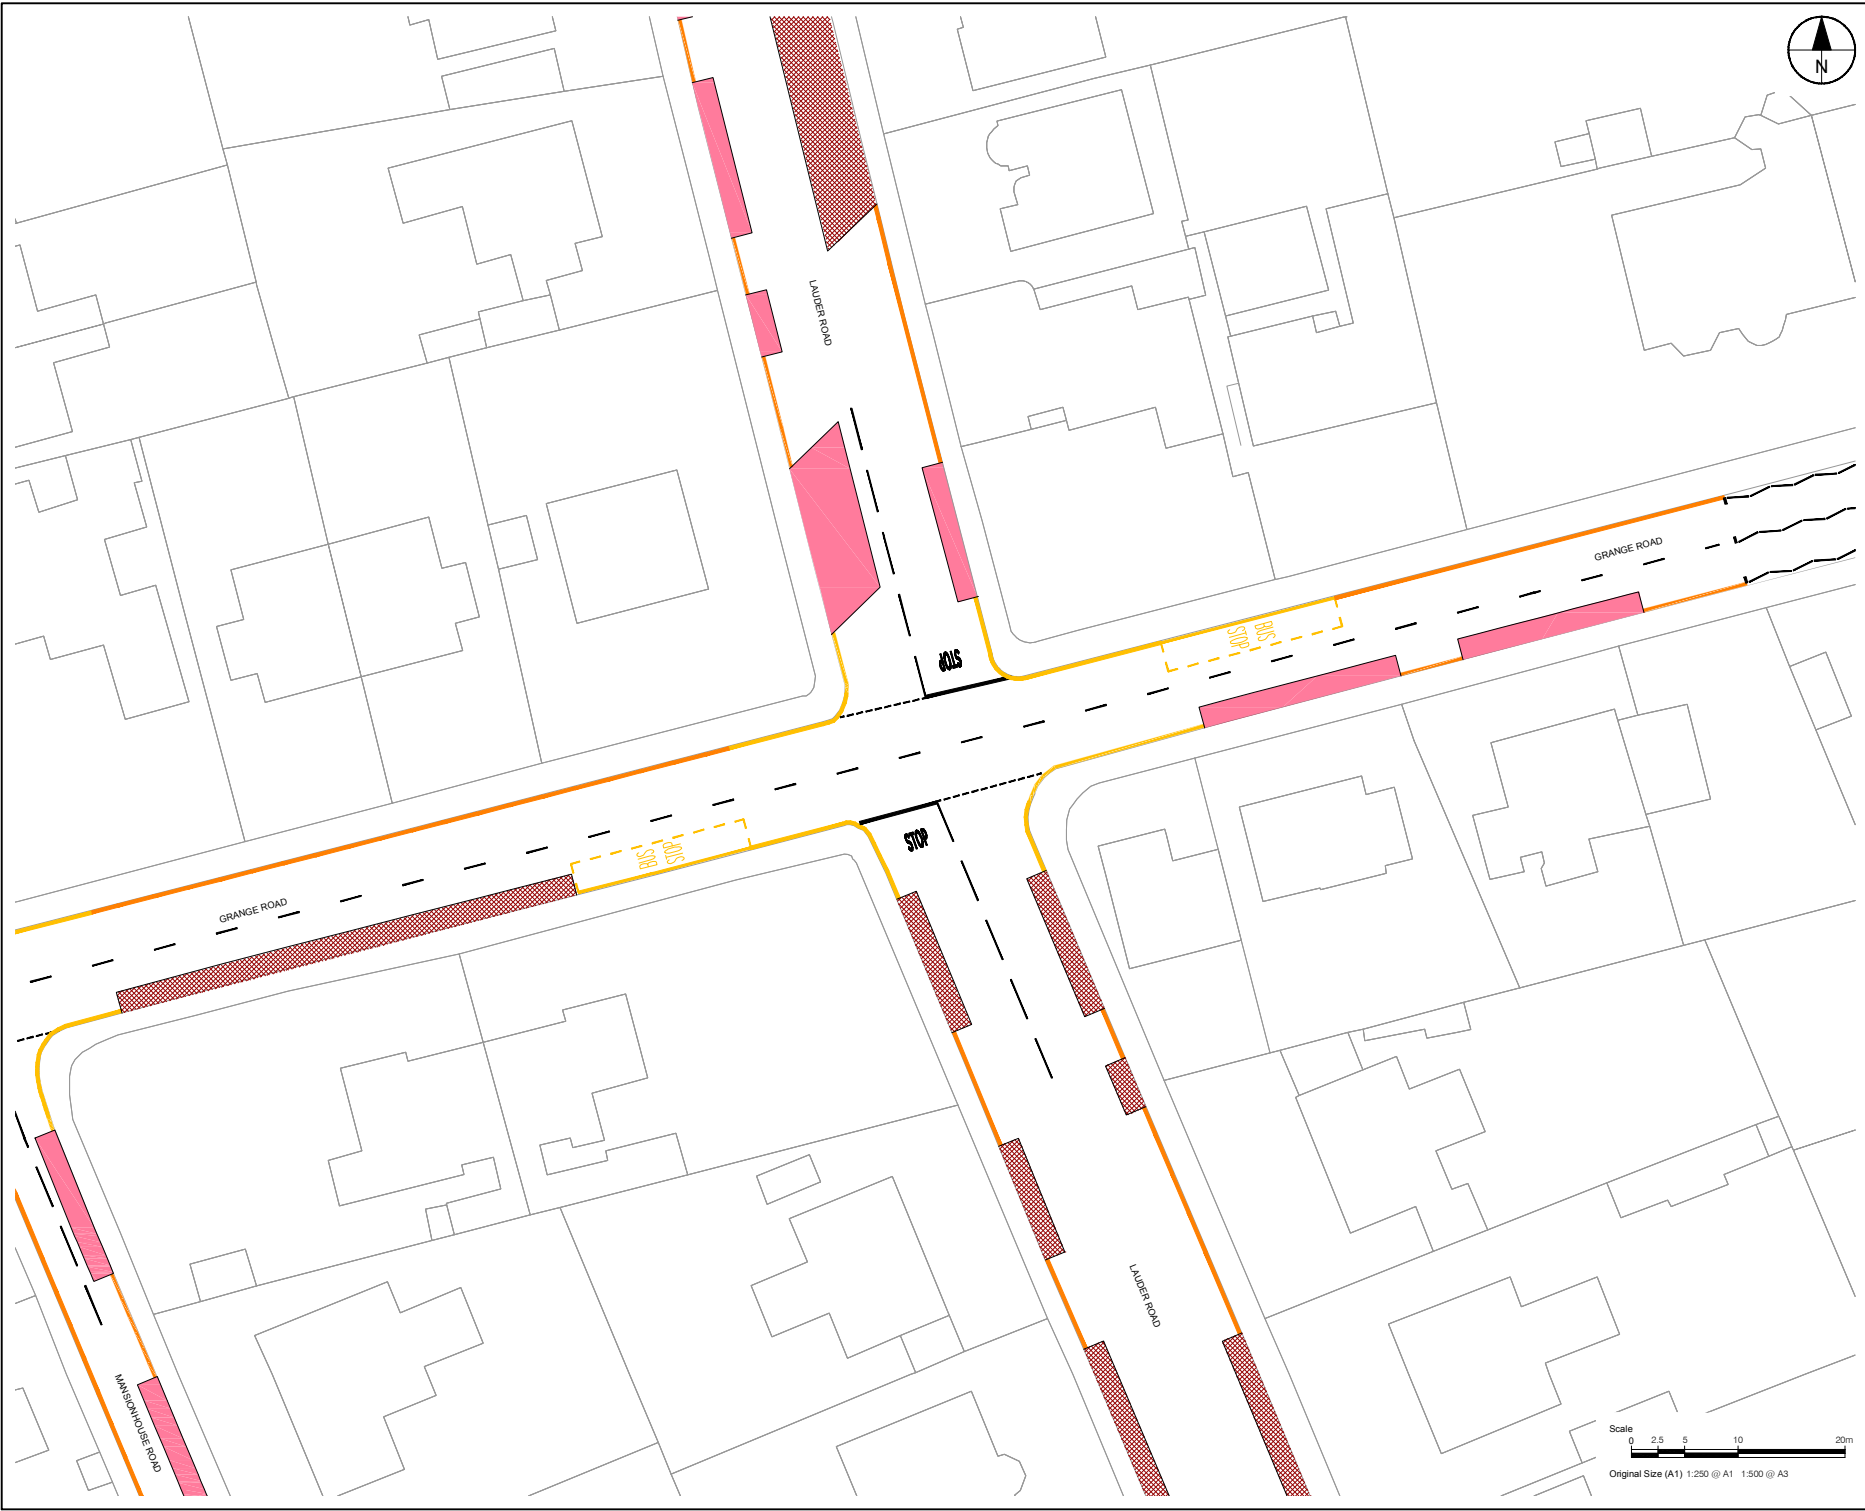 N
LAUDER ROAD
GRANGE ROAD
BUS
STOP
STOP
STOP
BUS
STOP
GRANGE ROAD
LAUDER ROAD
MANSIONHOUSE ROAD
Scale
0 2.5 5 10 20m
Original Size (A1) 1:250 @ A1 1:500 @ A3